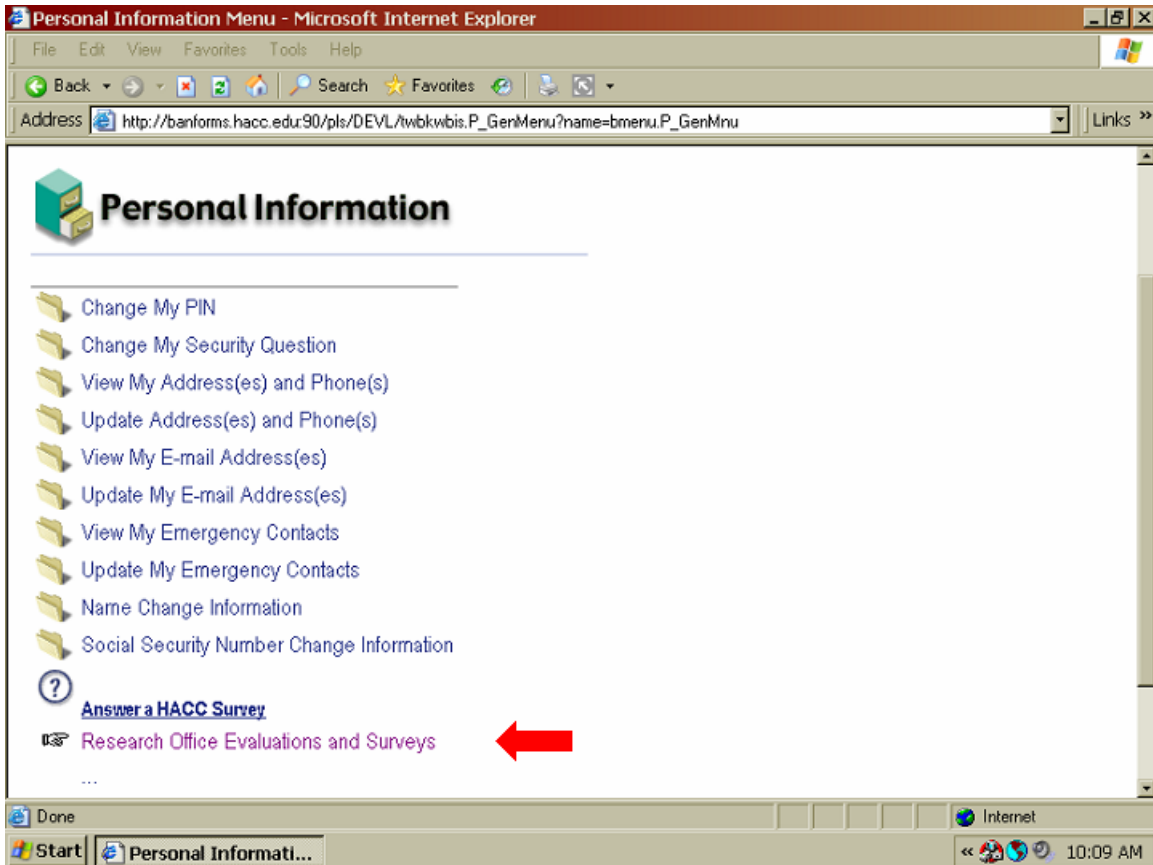 Personal Information Menu - Microsoft Internet Explorer
File Edit View Favorites Tools Help
Back Search Favorites
Address http://banforms.hacc.edu:90/pls/DEVL/twbkwbis.P_GenMenu?name=bmenu.P_GenMnu Links »
Personal Information
Change My PIN
Change My Security Question
View My Address(es) and Phone(s)
Update Address(es) and Phone(s)
View My E-mail Address(es)
Update My E-mail Address(es)
View My Emergency Contacts
Update My Emergency Contacts
Name Change Information
Social Security Number Change Information
?
Answer a HACC Survey
Research Office Evaluations and Surveys
...
Done Internet
Start Personal Informati... « 10:09 AM